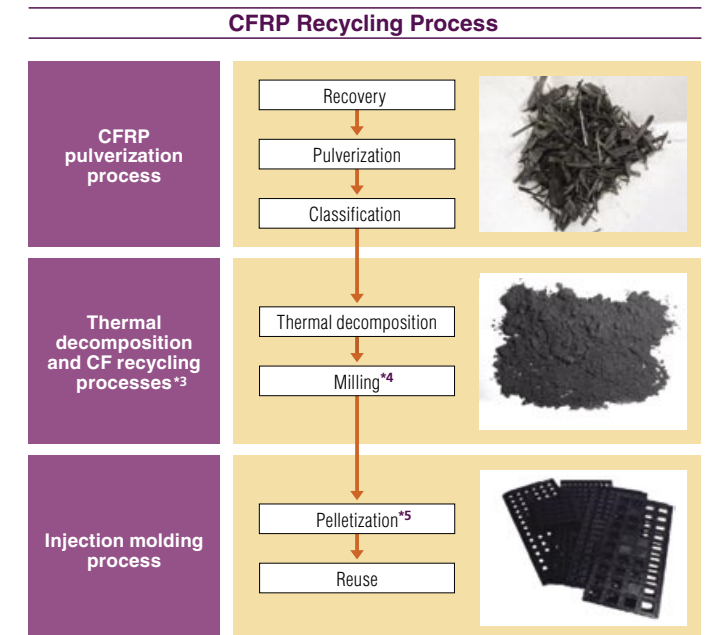 CFRP Recycling Process
CFRP
pulverization
process
Recovery
Pulverization
Classification
Thermal
decomposition
and CF recycling
processes*3
Thermal decomposition
Milling*4
Injection molding
process
Pelletization*5
Reuse